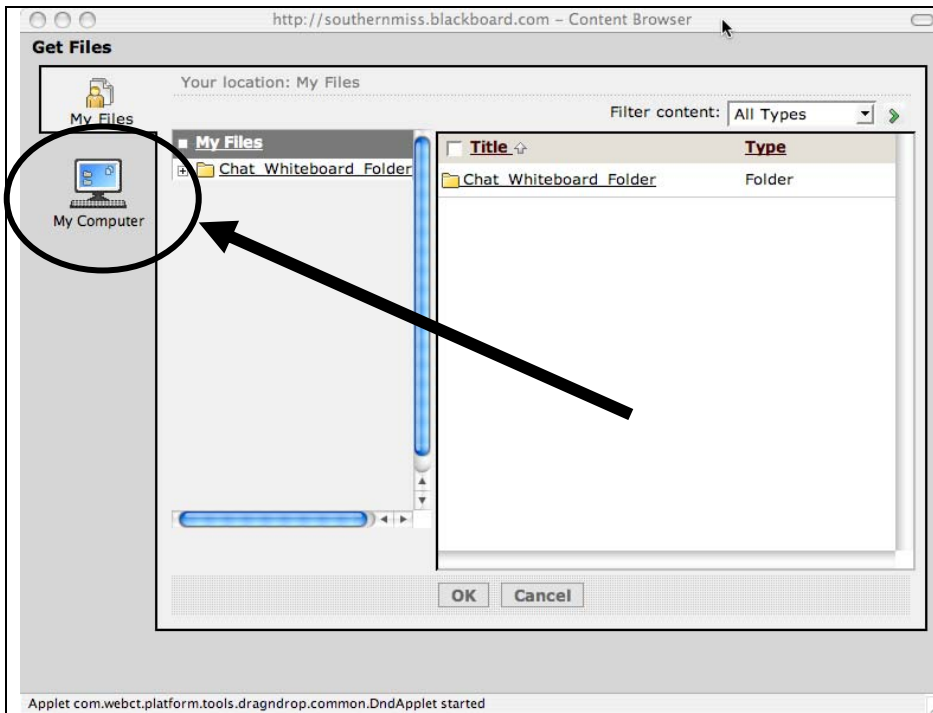 http://southernmiss.blackboard.com – Content Browser
Get Files
My Files
Your location: My Files
Filter content: All Types
My Computer
My Files
Chat_Whiteboard_Folder
Title Type
Chat_Whiteboard_Folder Folder
OK Cancel
Applet com.webct.platform.tools.dragndrop.common.DndApplet started